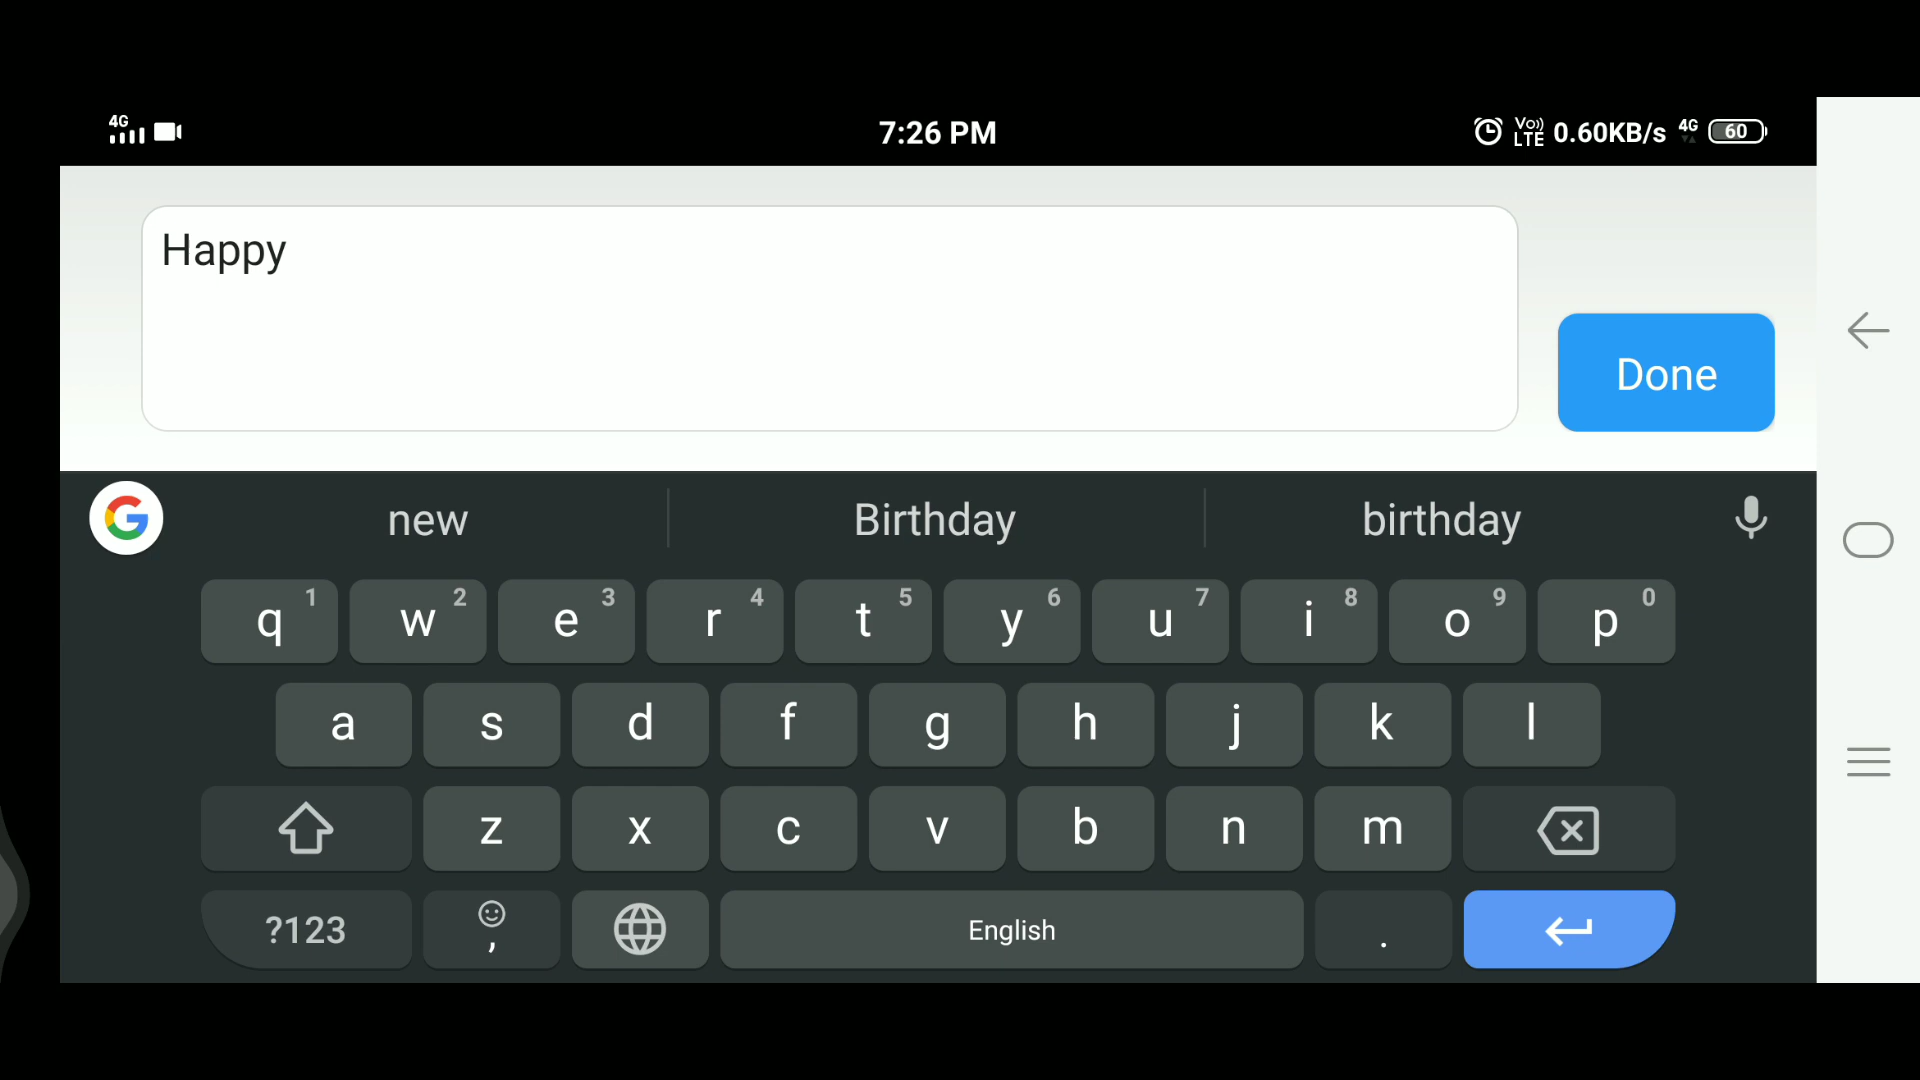 4G 7:26 PM Vo)) LTE 0.60KB/s 4G 60
Happy
Done
G new Birthday birthday
q 1 w 2 e 3 r 4 t 5 y 6 u 7 i 8 o 9 p 0
a s d f g h j k l
z x c v b n m
?123 , English .